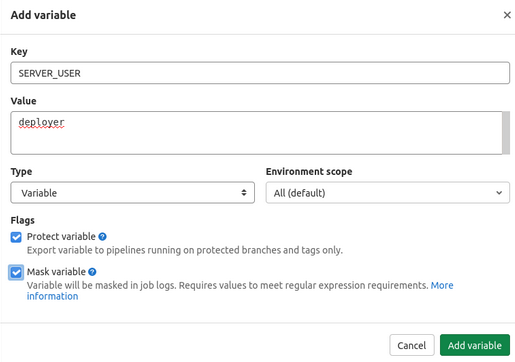 Add variable
Key
SERVER_USER
Value
deployer
Type
Environment scope
Variable
All (default)
Flags
Protect variable
Export variable to pipelines running on protected branches and tags only.
Mask variable
Variable will be masked in job logs. Requires values to meet regular expression requirements. More
information
Cancel
Add variable